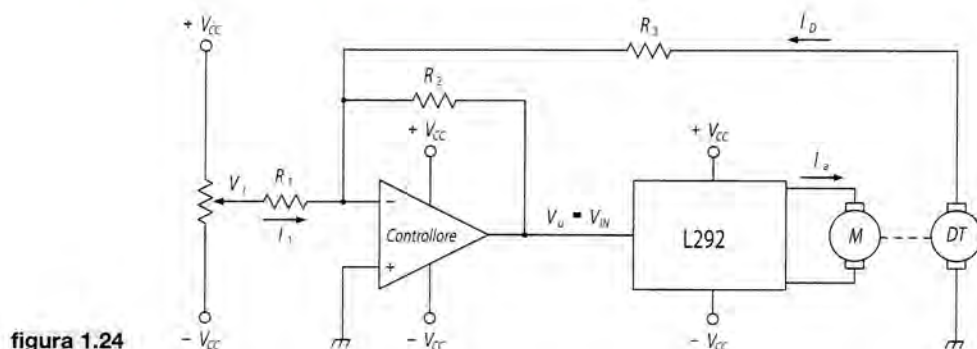 + V_CC
R_3
I_D
R_2
+ V_CC
+ V_CC
V_i
R_1
I_a
I_1
−
+
Controllore
V_u = V_IN
L292
M
DT
− V_CC
− V_CC
− V_CC
figura 1.24